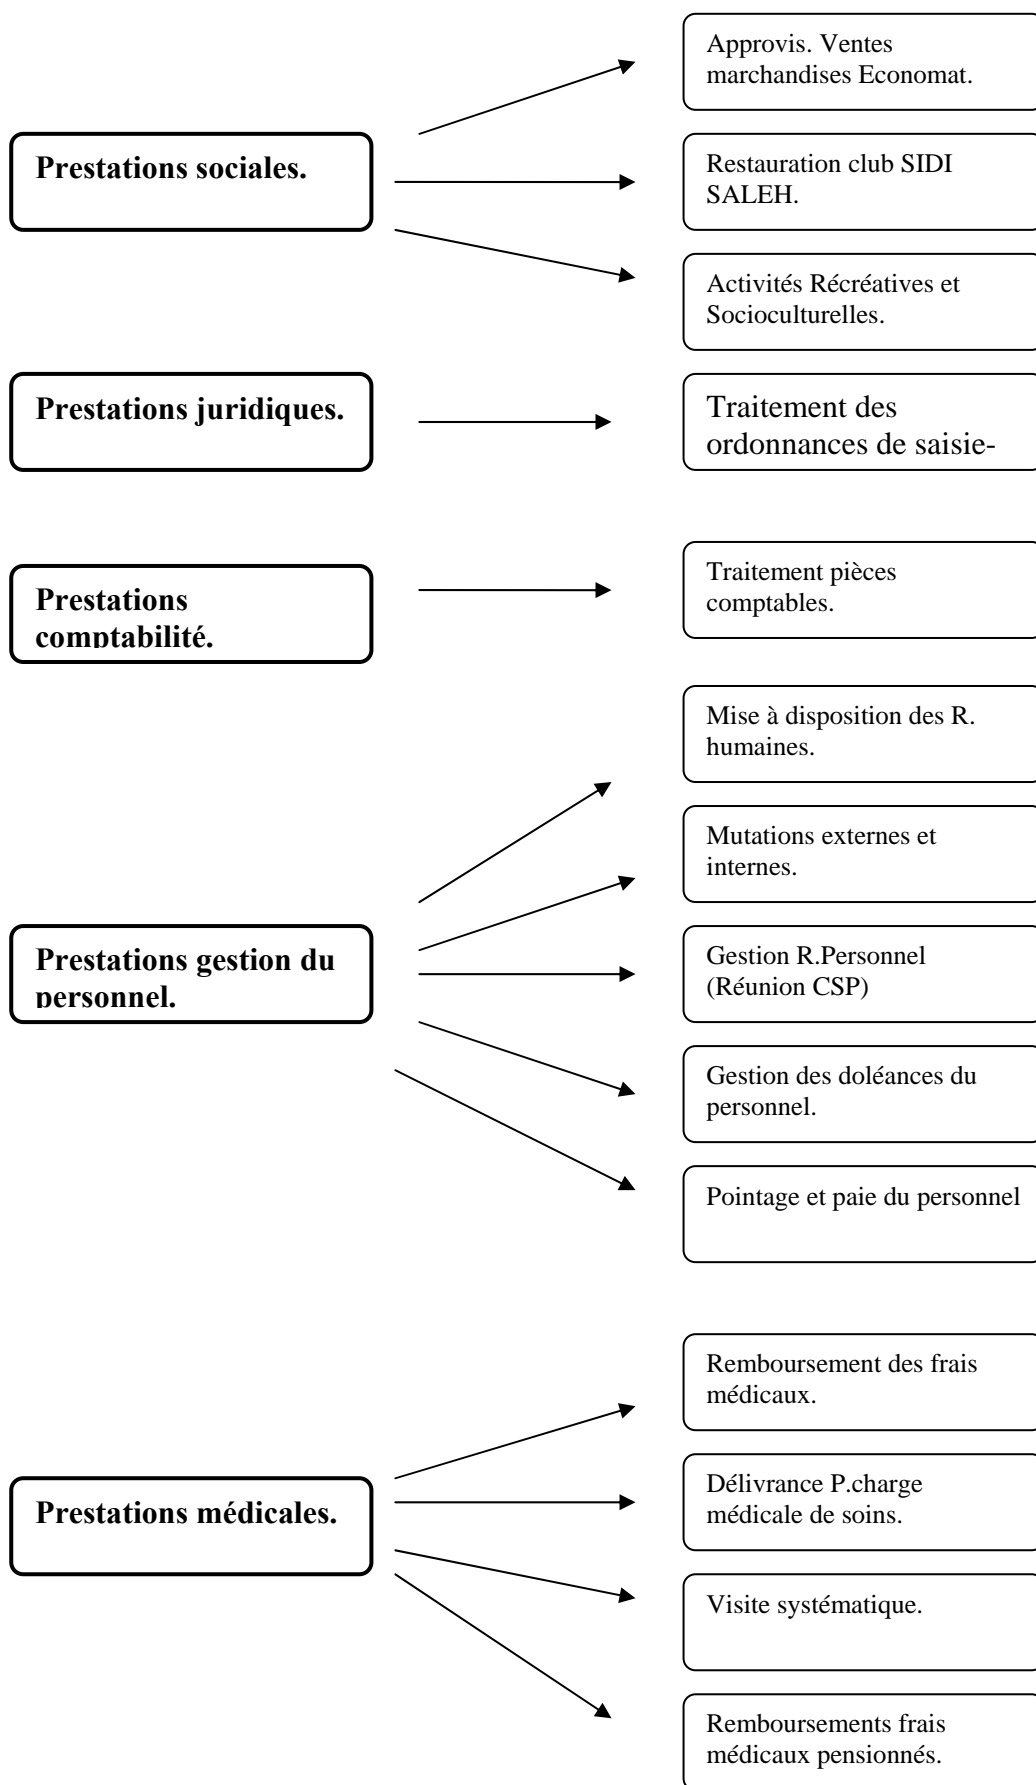 Approvis. Ventes
marchandises Economat.
Prestations sociales.
Restauration club SIDI
SALEH.
Activités Récréatives et
Socioculturelles.
Prestations juridiques.
Traitement des
ordonnances de saisie-
Prestations
comptabilité.
Traitement pièces
comptables.
Mise à disposition des R.
humaines.
Mutations externes et
internes.
Prestations gestion du
personnel.
Gestion R.Personnel
(Réunion CSP)
Gestion des doléances du
personnel.
Pointage et paie du personnel
Remboursement des frais
médicaux.
Prestations médicales.
Délivrance P.charge
médicale de soins.
Visite systématique.
Remboursements frais
médicaux pensionnés.